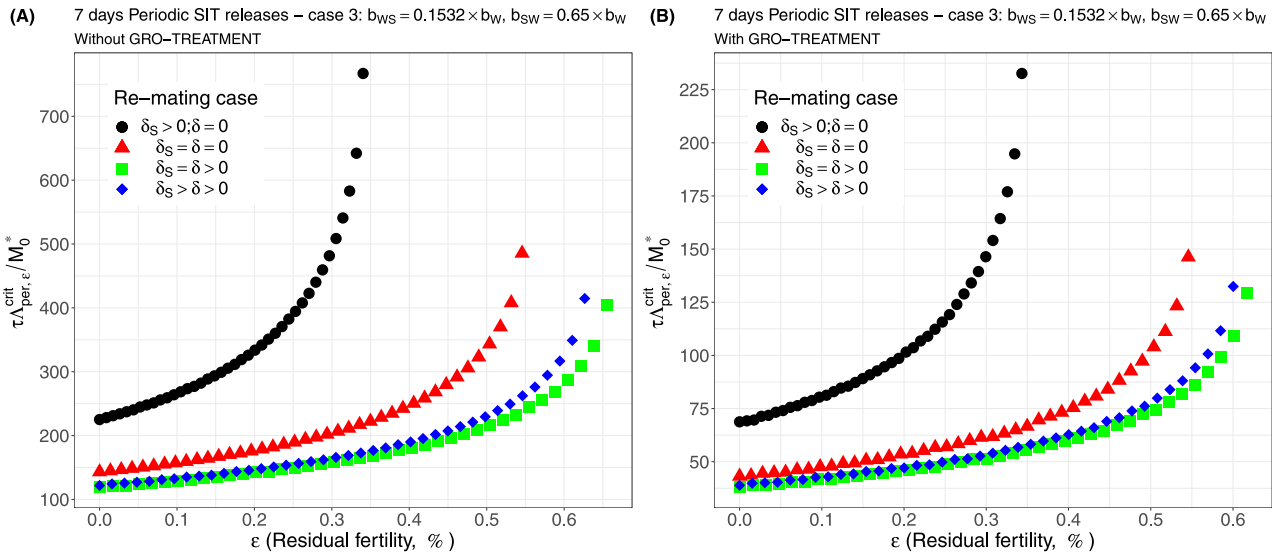 (A)
7 days Periodic SIT releases – case 3: b_WS = 0.1532 × b_W, b_SW = 0.65 × b_W
Without GRO−TREATMENT
Re−mating case
δ_S > 0; δ = 0
δ_S = δ = 0
δ_S = δ > 0
δ_S > δ > 0
τΛ^crit_per, ε / M^*_0
700
600
500
400
300
200
100
0.0 0.1 0.2 0.3 0.4 0.5 0.6
ε (Residual fertility, %)
(B)
7 days Periodic SIT releases – case 3: b_WS = 0.1532 × b_W, b_SW = 0.65 × b_W
With GRO−TREATMENT
Re−mating case
δ_S > 0; δ = 0
δ_S = δ = 0
δ_S = δ > 0
δ_S > δ > 0
τΛ^crit_per, ε / M^*_0
225
200
175
150
125
100
75
50
0.0 0.1 0.2 0.3 0.4 0.5 0.6
ε (Residual fertility, %)